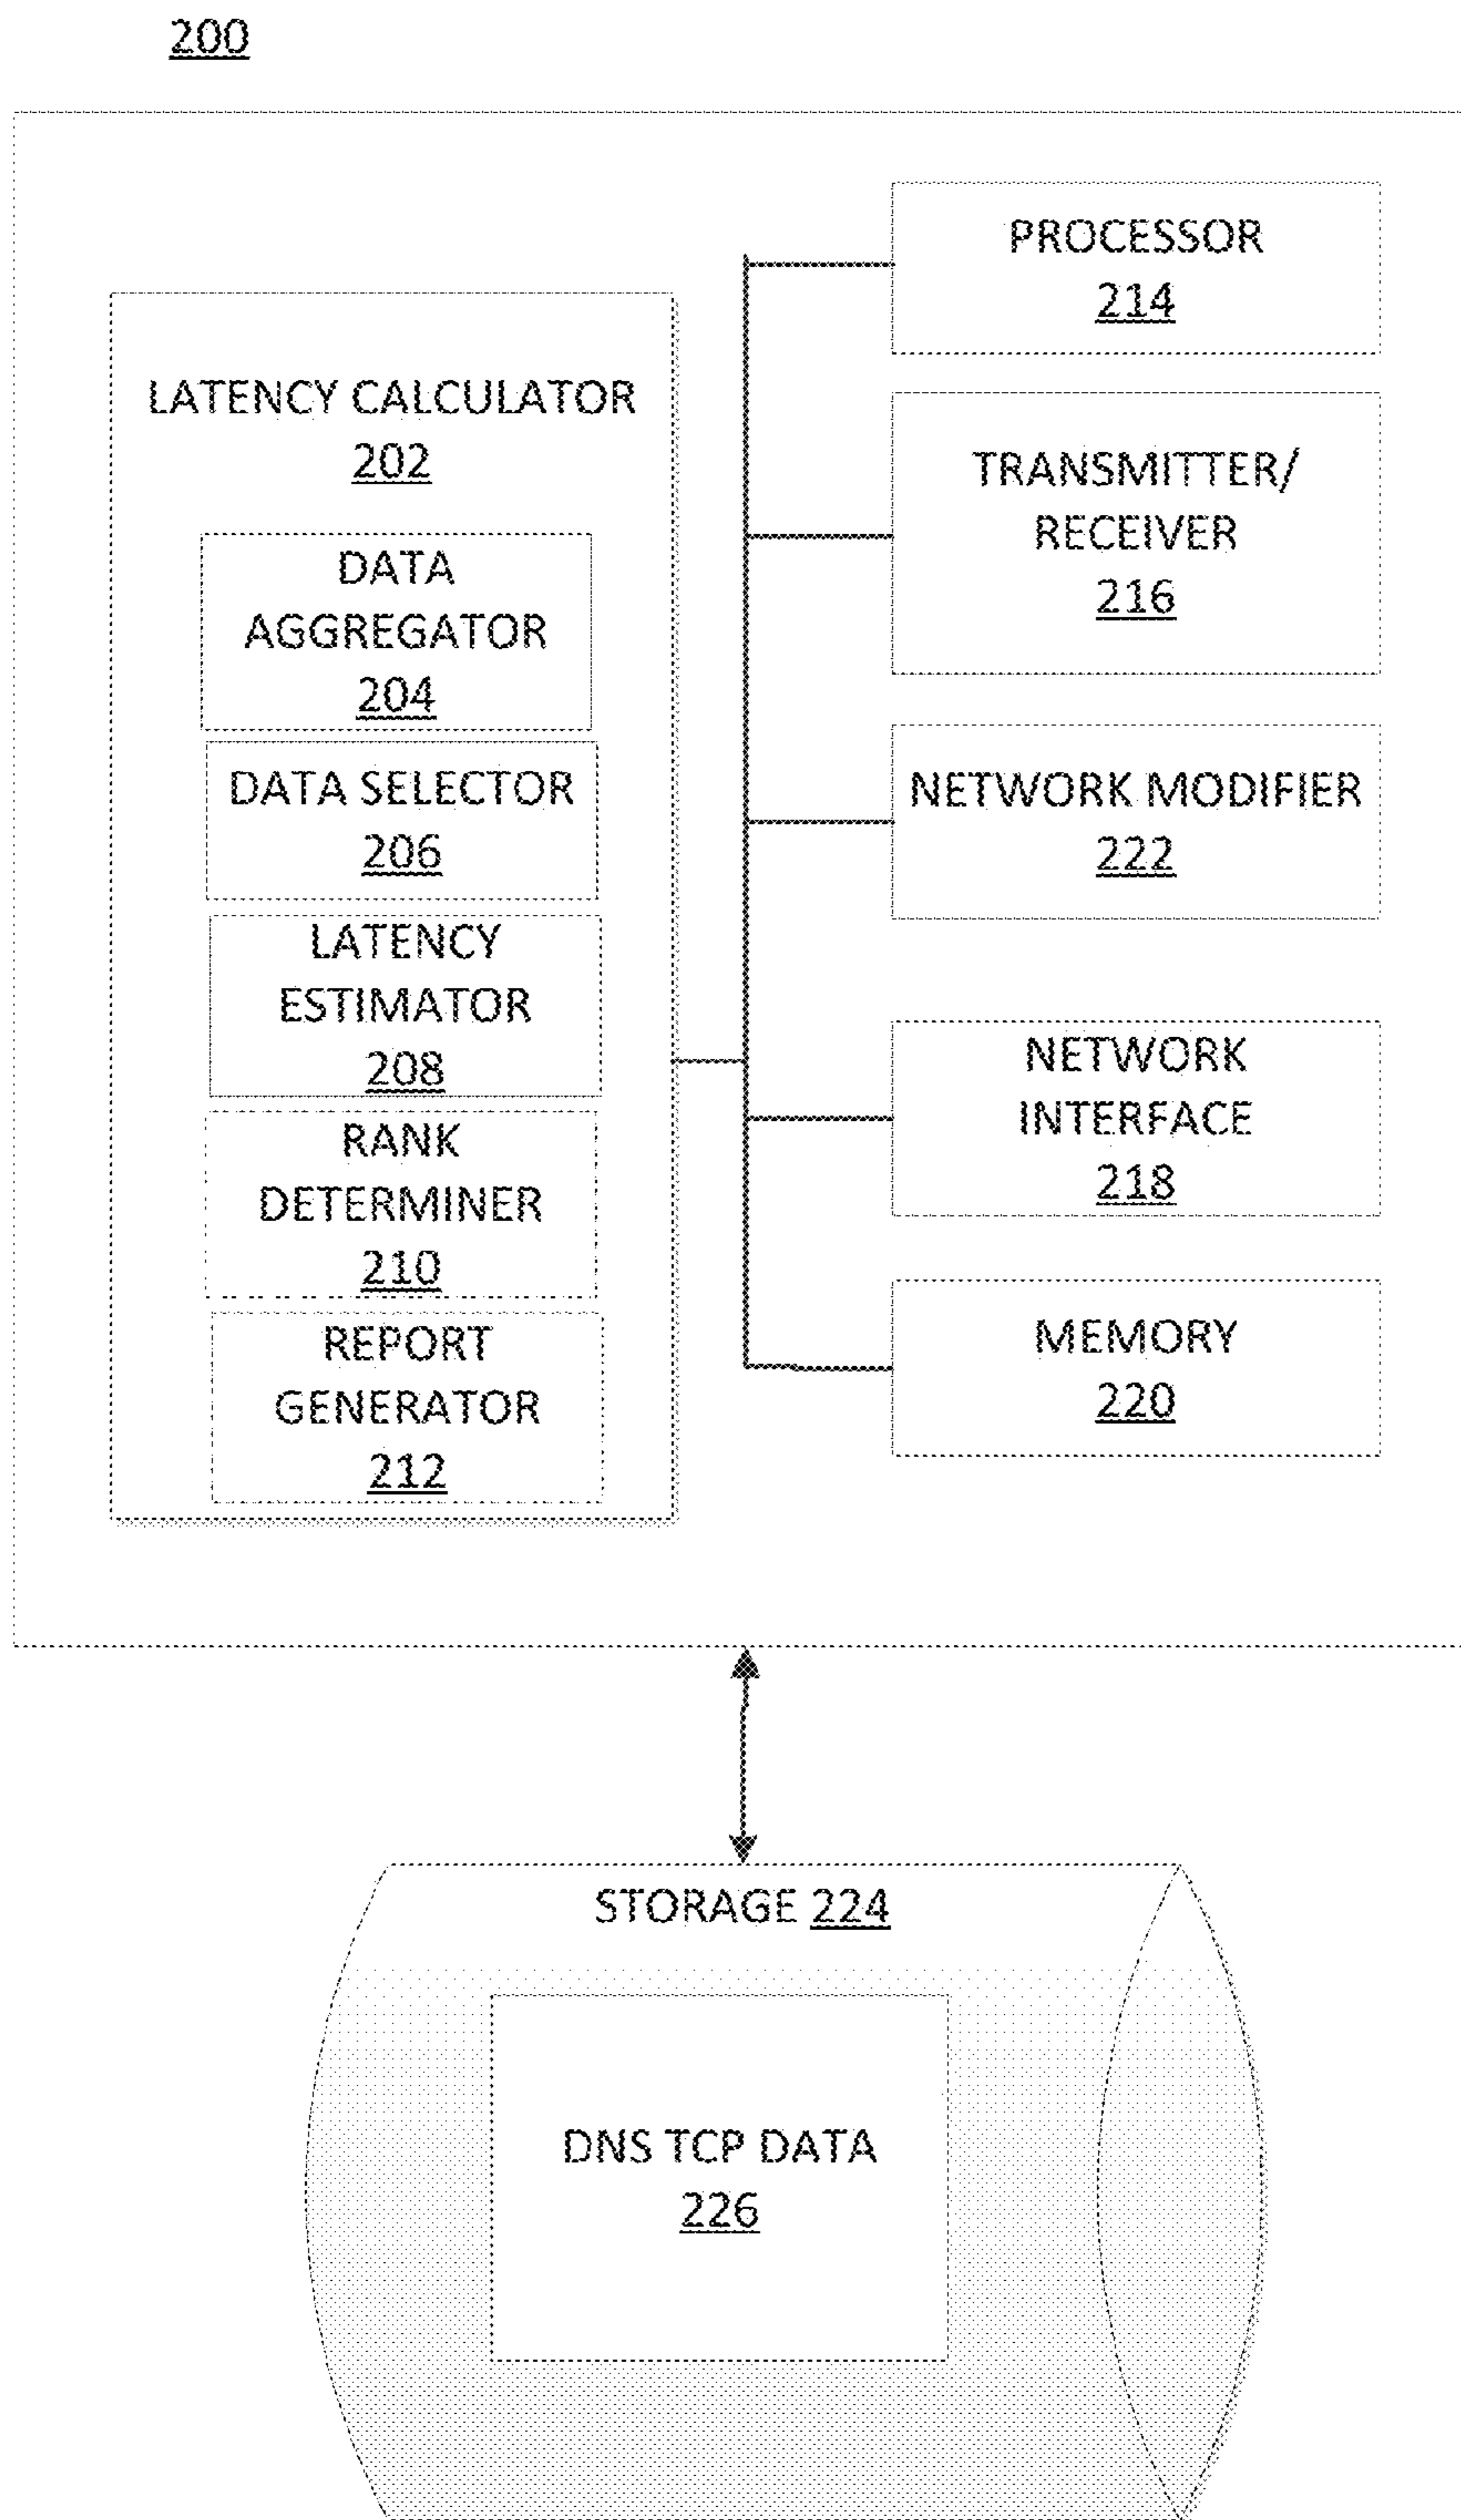 200
LATENCY CALCULATOR
202
DATA
AGGREGATOR
204
DATA SELECTOR
206
LATENCY
ESTIMATOR
208
RANK
DETERMINER
210
REPORT
GENERATOR
212
PROCESSOR
214
TRANSMITTER/
RECEIVER
216
NETWORK MODIFIER
222
NETWORK
INTERFACE
218
MEMORY
220
STORAGE 224
DNS TCP DATA
226